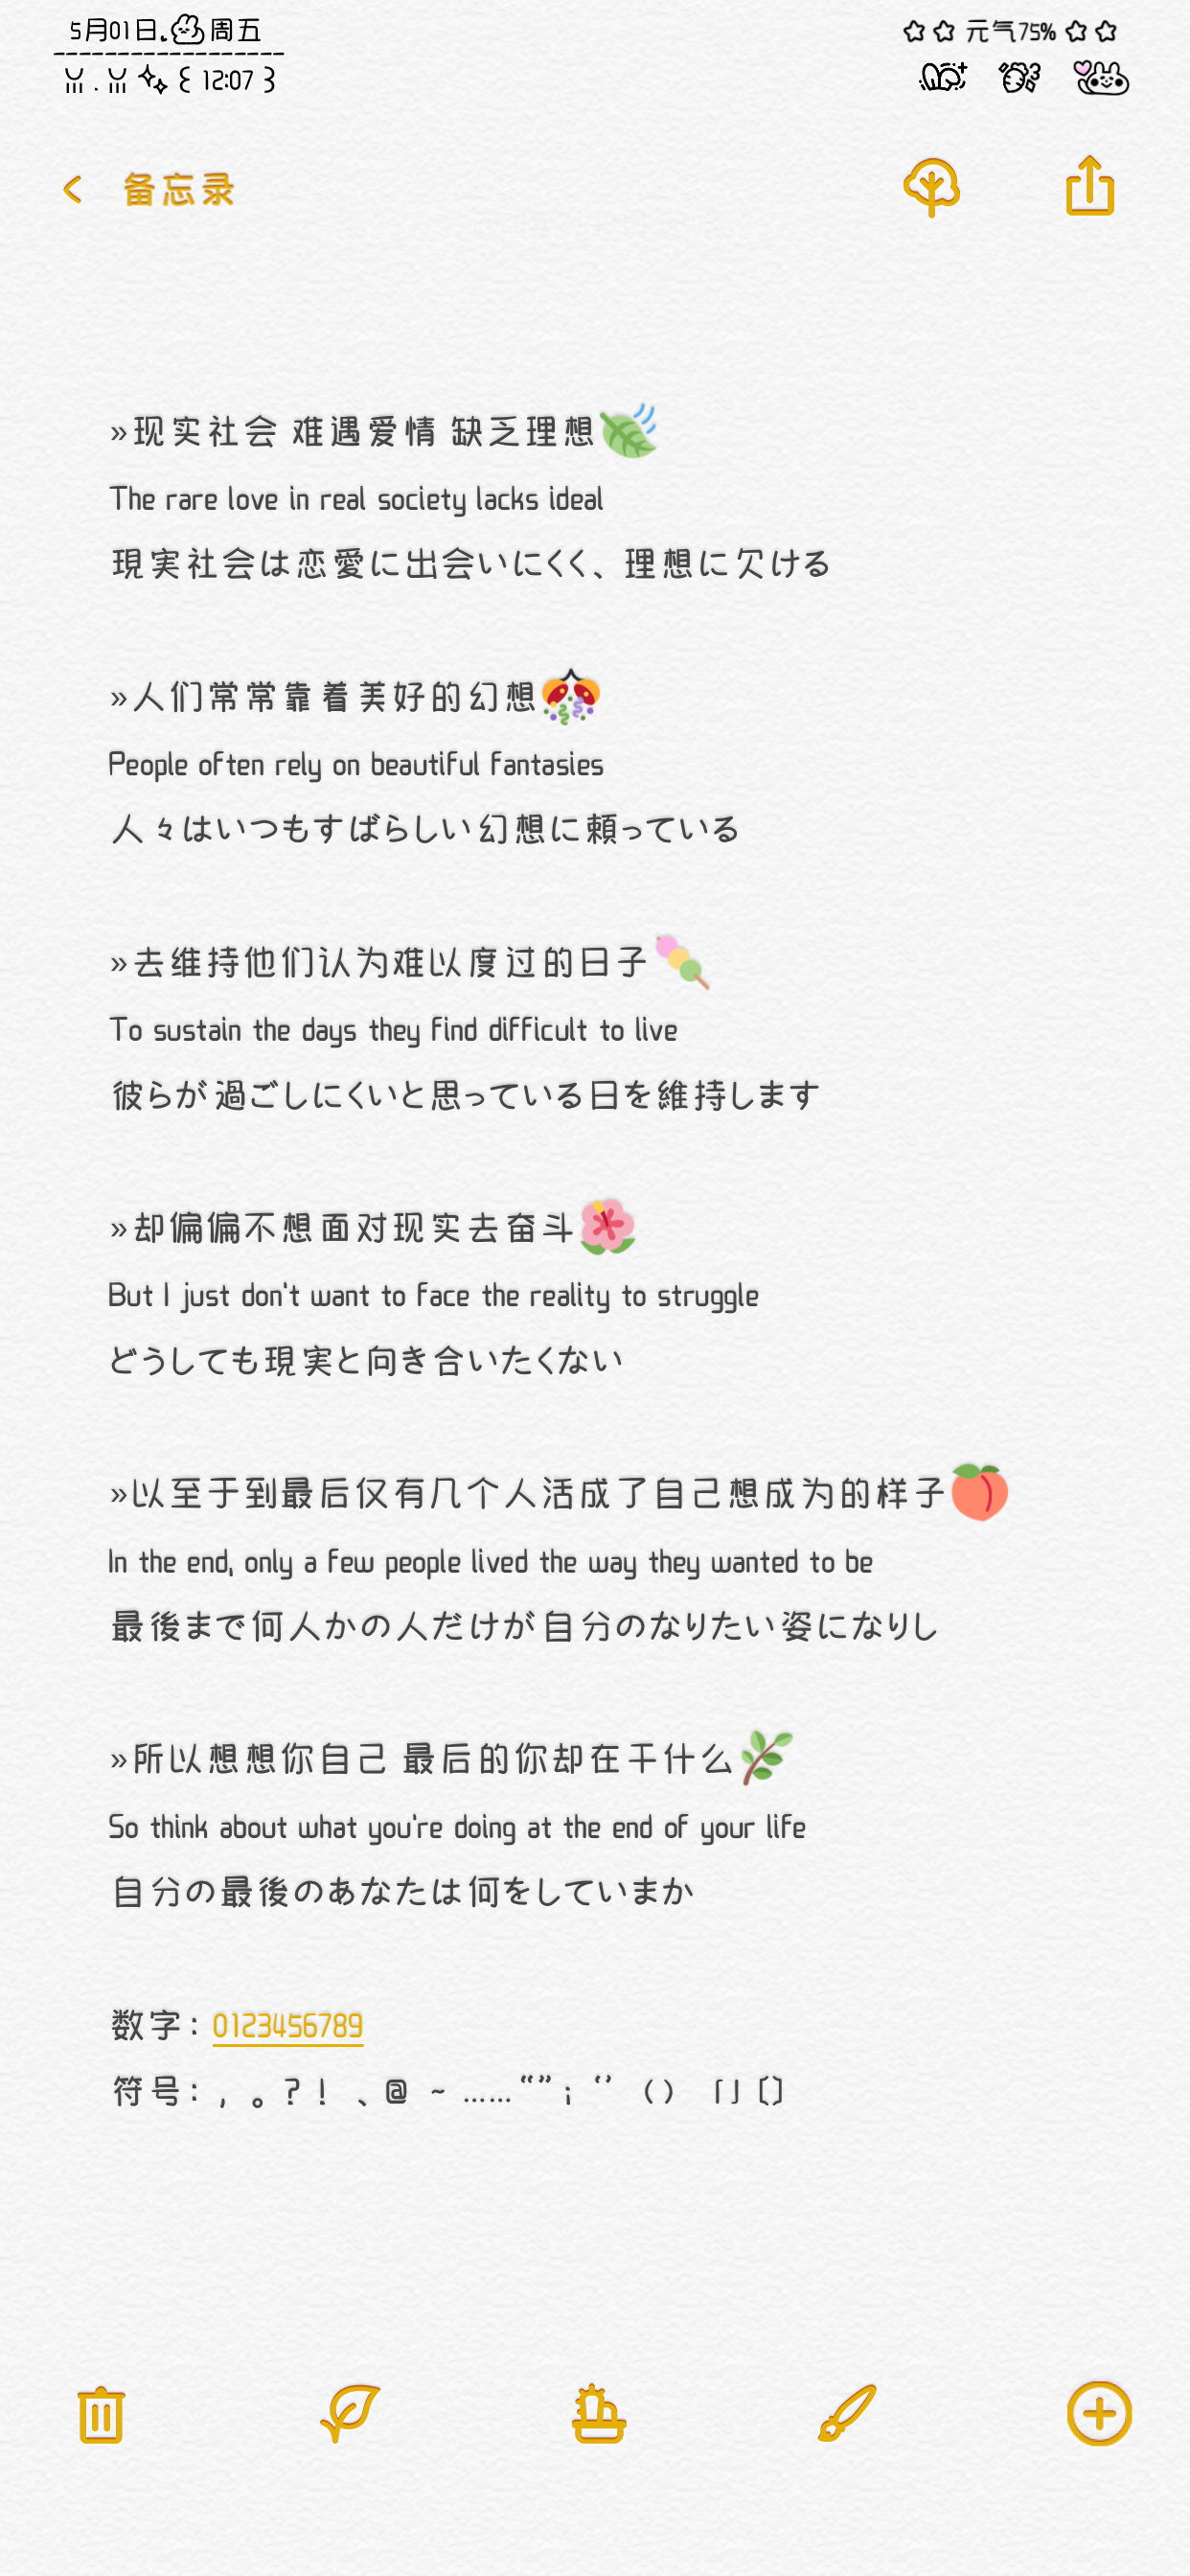 5月01日. 周五
12:07
元气75%
备忘录
»现实社会 难遇爱情 缺乏理想
The rare love in real society lacks ideal
現実社会は恋愛に出会いにくく、理想に欠ける
»人们常常靠着美好的幻想
People often rely on beautiful fantasies
人々はいつもすばらしい幻想に頼っている
»去维持他们认为难以度过的日子
To sustain the days they find difficult to live
彼らが過ごしにくいと思っている日を維持します
»却偏偏不想面对现实去奋斗
But I just don't want to face the reality to struggle
どうしても現実と向き合いたくない
»以至于到最后仅有几个人活成了自己想成为的样子
In the end, only a few people lived the way they wanted to be
最後まで何人かの人だけが自分のなりたい姿になりし
»所以想想你自己 最后的你却在干什么
So think about what you're doing at the end of your life
自分の最後のあなたは何をしていまか
数字：0123456789
符号：，。？！、@ ~ ……“”；‘’（）「」〔〕